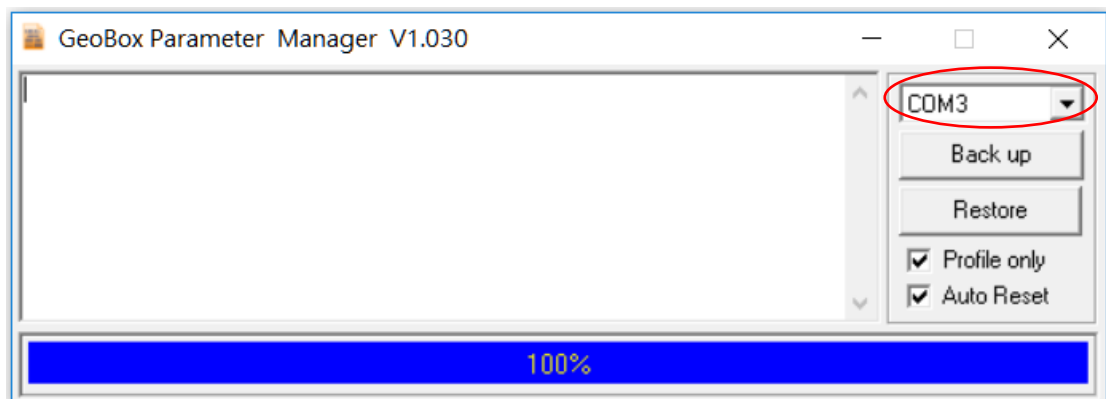 GeoBox Parameter Manager V1.030
COM3
Back up
Restore
Profile only
Auto Reset
100%